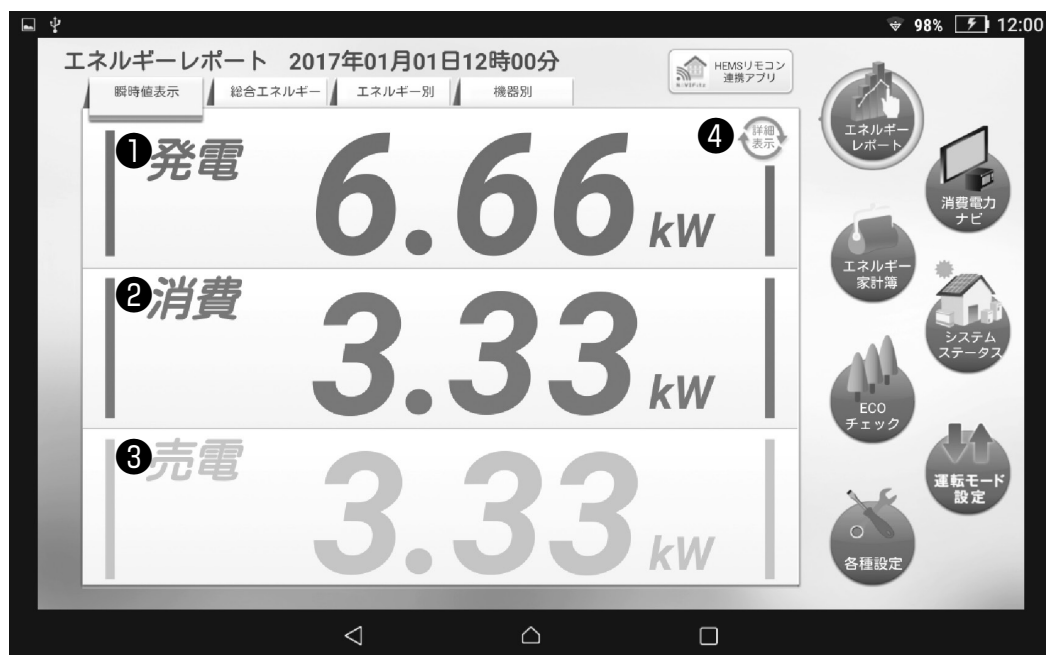 98% 12:00
エネルギーレポート 2017年01月01日12時00分
HEMSリモコン
連携アプリ
瞬時値表示 総合エネルギー エネルギー別 機器別
❶発電 6.66 kW
❹ 詳細
表示
❷消費 3.33 kW
❸売電 3.33 kW
エネルギー
レポート
消費電力
ナビ
エネルギー
家計簿
システム
ステータス
ECO
チェック
運転モード
設定
各種設定